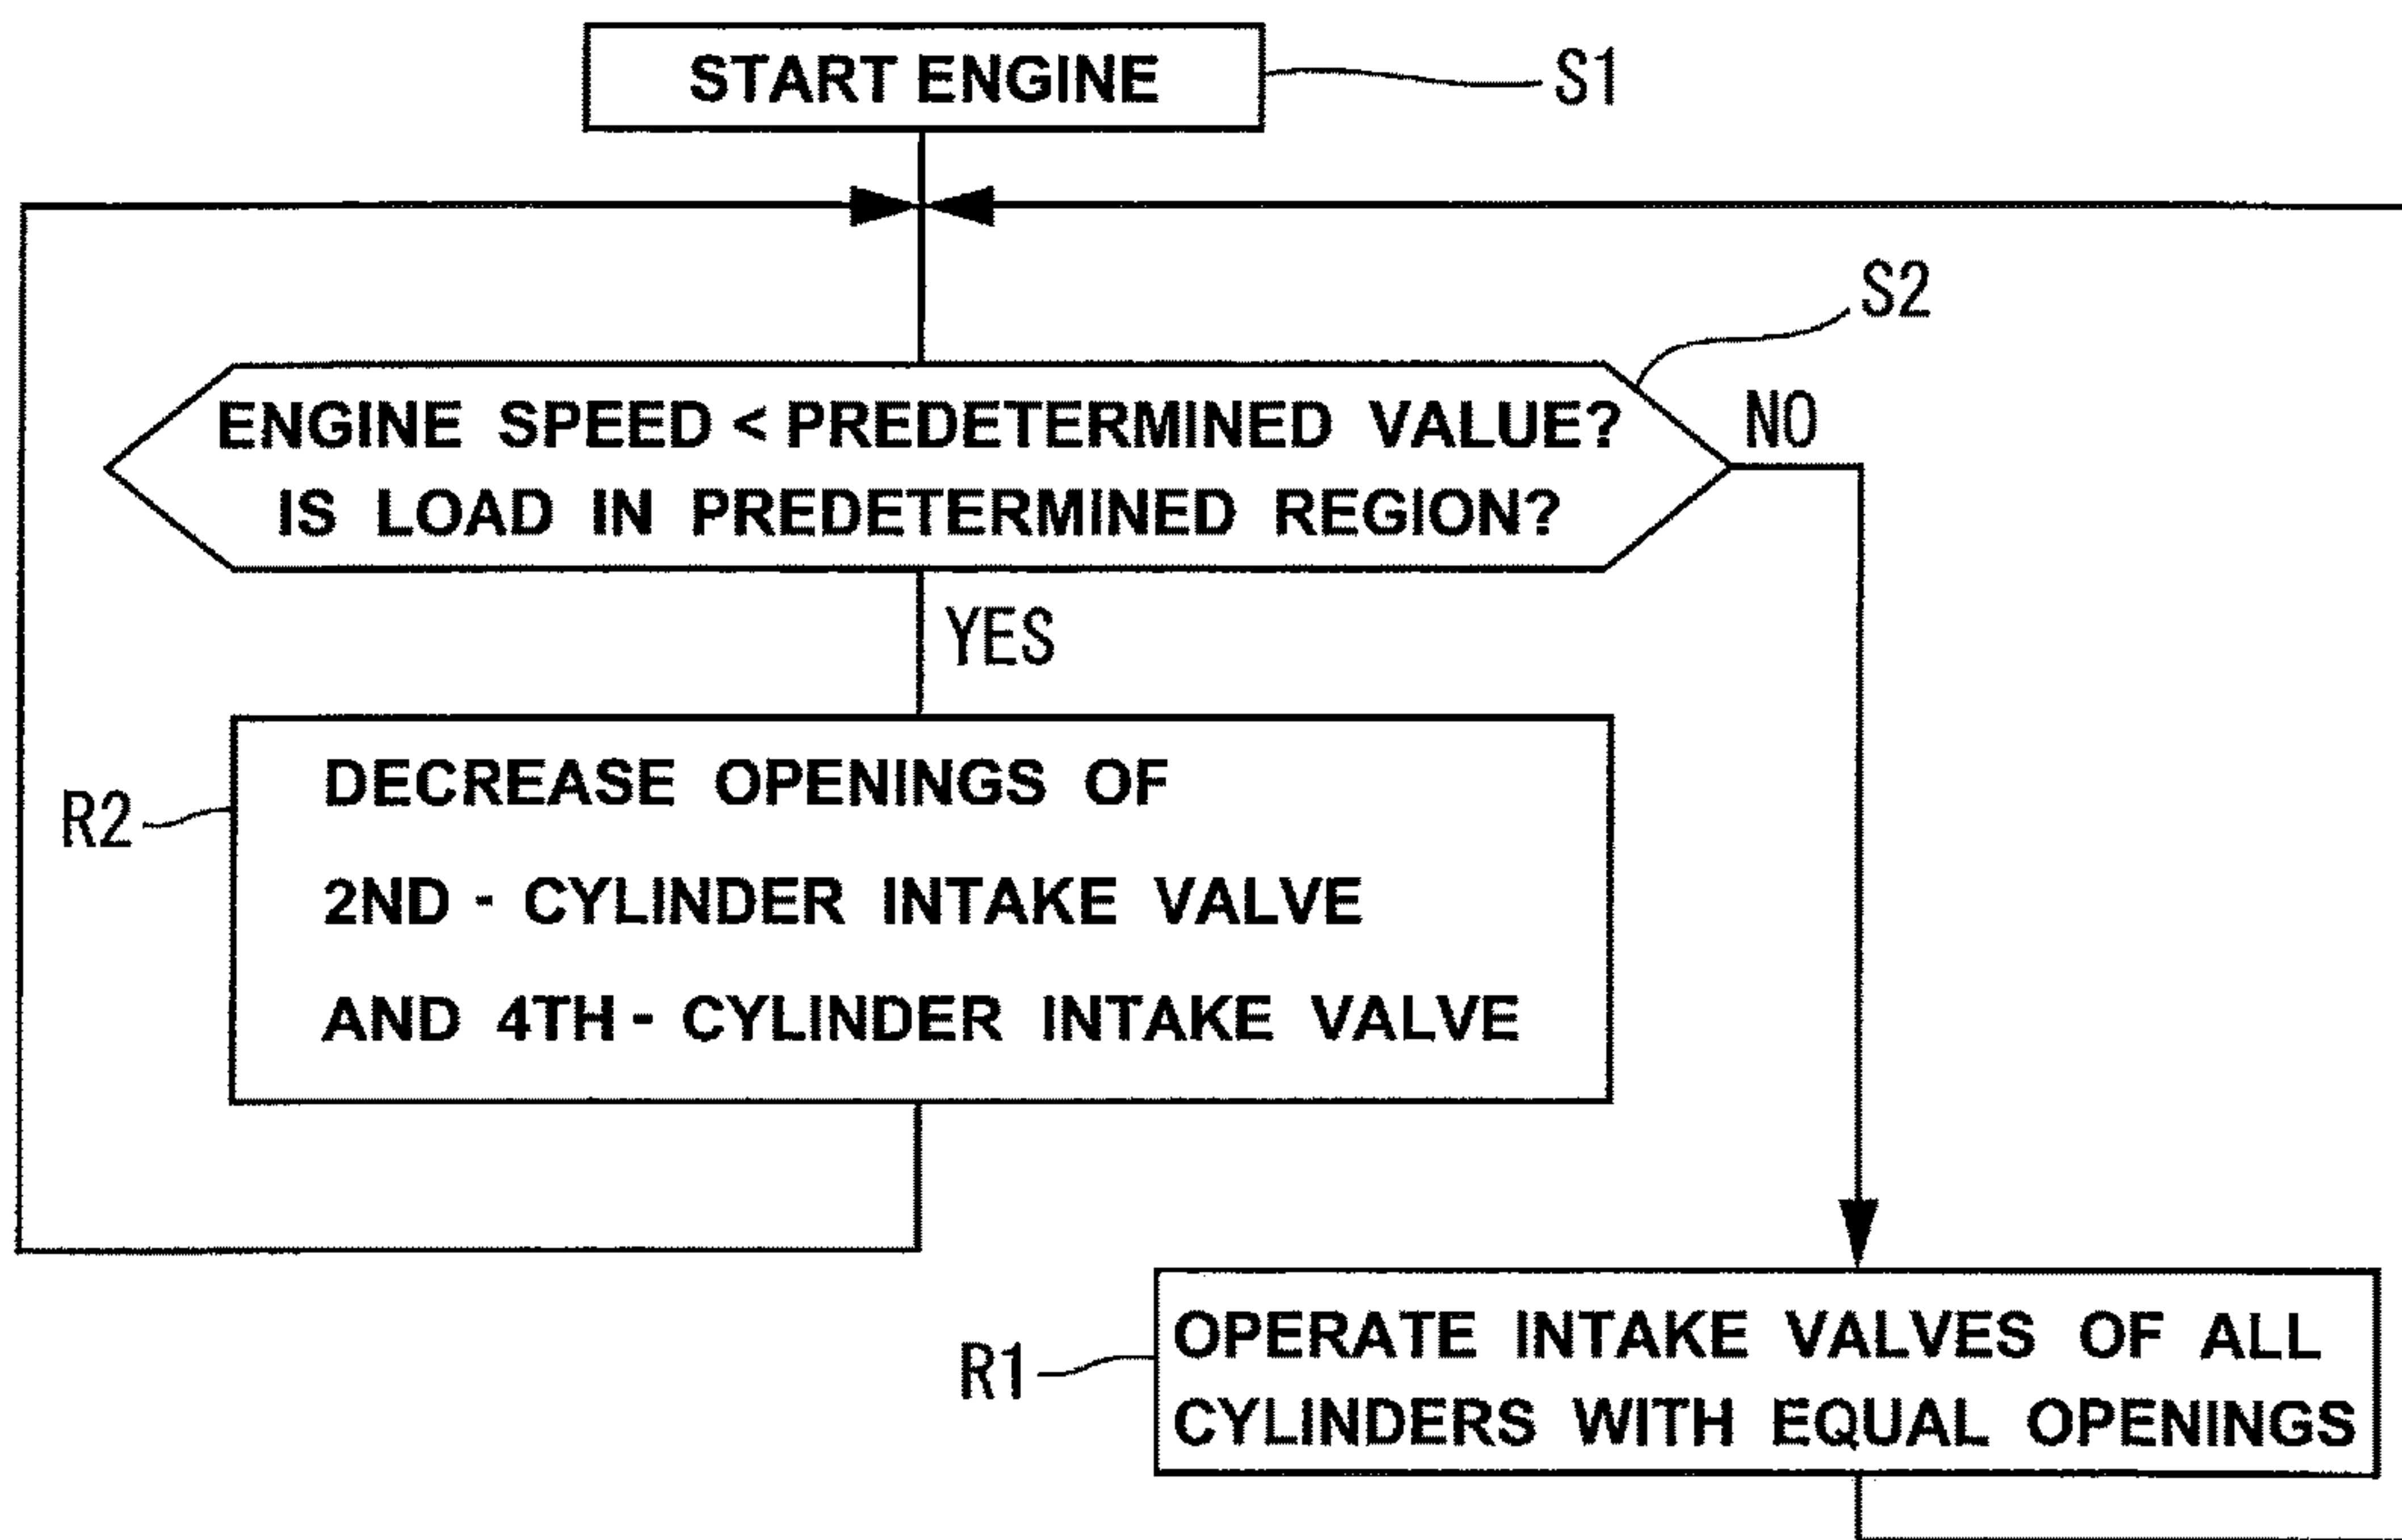 START ENGINE
S1
S2
ENGINE SPEED < PREDETERMINED VALUE?
IS LOAD IN PREDETERMINED REGION?
NO
YES
R2
DECREASE OPENINGS OF
2ND - CYLINDER INTAKE VALVE
AND 4TH - CYLINDER INTAKE VALVE
R1
OPERATE INTAKE VALVES OF ALL
CYLINDERS WITH EQUAL OPENINGS